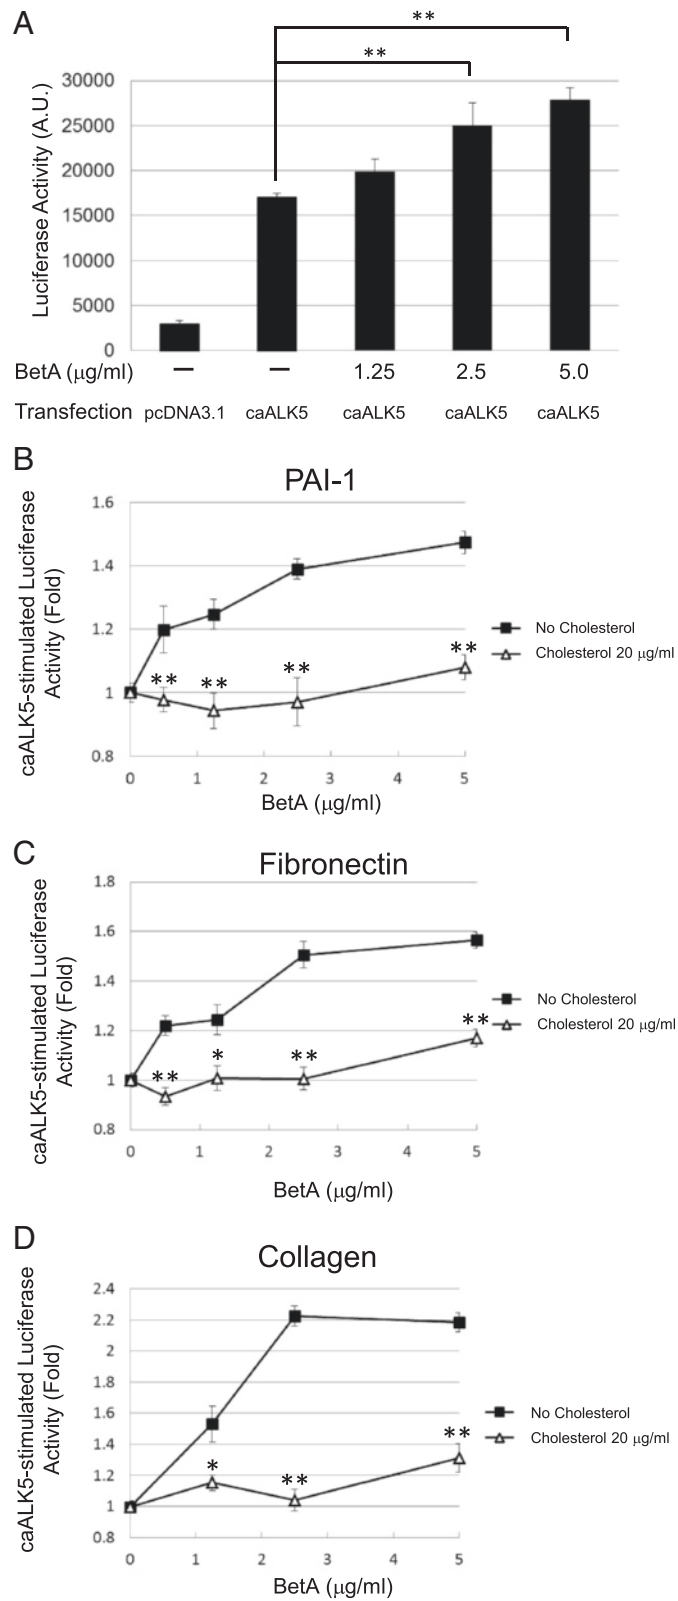 A
**
**
Luciferase Activity (A.U.)
30000
25000
20000
15000
10000
5000
0
BetA (μg/ml) – – 1.25 2.5 5.0
Transfection pcDNA3.1 caALK5 caALK5 caALK5 caALK5
B
PAI-1
caALK5-stimulated Luciferase
Activity (Fold)
1.6
1.4
1.2
1
0.8
** ** ** **
No Cholesterol
Cholesterol 20 μg/ml
0 1 2 3 4 5
BetA (μg/ml)
C
Fibronectin
caALK5-stimulated Luciferase
Activity (Fold)
1.8
1.6
1.4
1.2
1
0.8
** * ** **
No Cholesterol
Cholesterol 20 μg/ml
0 1 2 3 4 5
BetA (μg/ml)
D
Collagen
caALK5-stimulated Luciferase
Activity (Fold)
2.4
2.2
2
1.8
1.6
1.4
1.2
1
0.8
* ** **
No Cholesterol
Cholesterol 20 μg/ml
0 1 2 3 4 5
BetA (μg/ml)